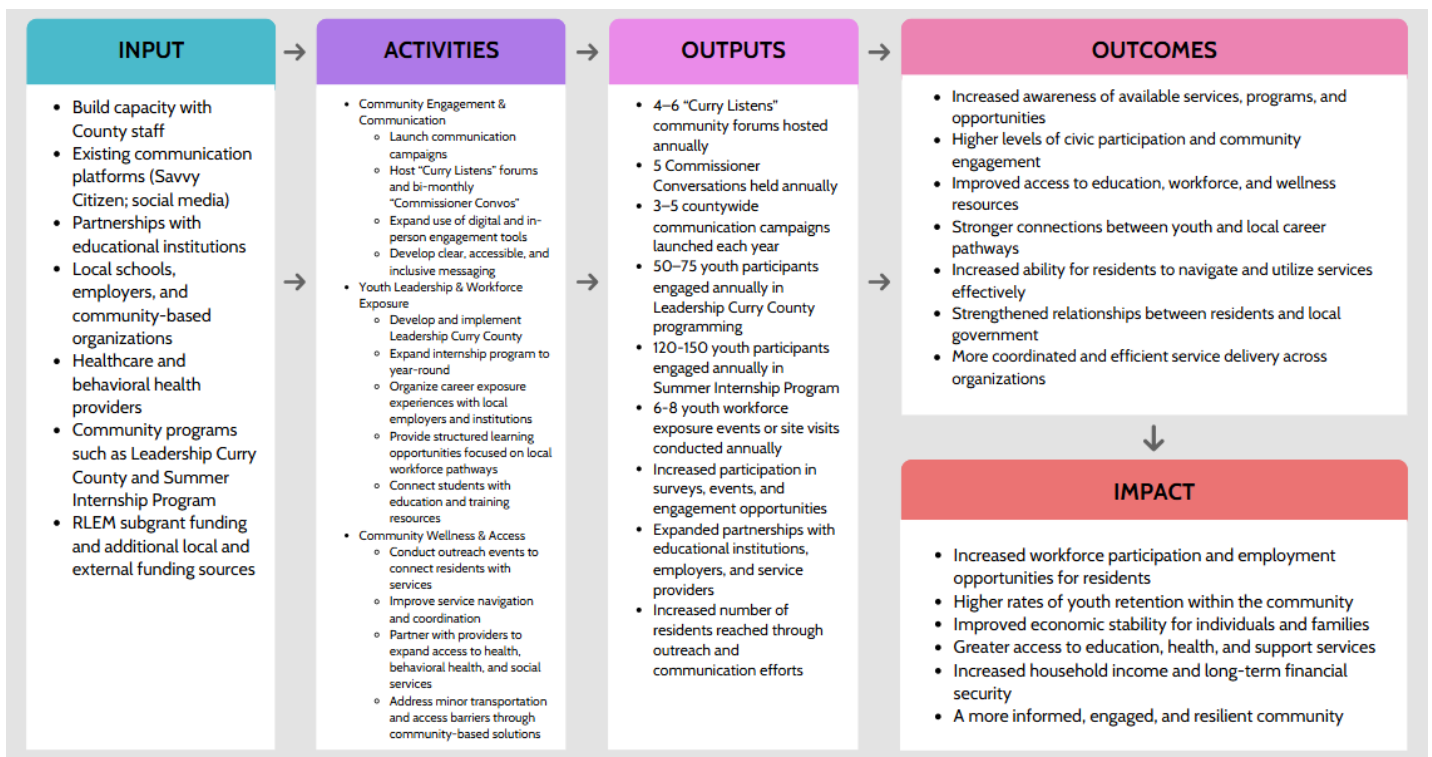 INPUT
• Build capacity with
County staff
• Existing communication
platforms (Savvy
Citizen; social media)
• Partnerships with
educational institutions
• Local schools,
employers, and
community-based
organizations
• Healthcare and
behavioral health
providers
• Community programs
such as Leadership Curry
County and Summer
Internship Program
• RLEM subgrant funding
and additional local and
external funding sources
ACTIVITIES
• Community Engagement &
Communication
◦ Launch communication
campaigns
◦ Host “Curry Listens” forums
and bi-monthly
“Commissioner Convos”
◦ Expand use of digital and in-
person engagement tools
◦ Develop clear, accessible, and
inclusive messaging
• Youth Leadership & Workforce
Exposure
◦ Develop and implement
Leadership Curry County
◦ Expand internship program to
year-round
◦ Organize career exposure
experiences with local
employers and institutions
◦ Provide structured learning
opportunities focused on local
workforce pathways
◦ Connect students with
education and training
resources
• Community Wellness & Access
◦ Conduct outreach events to
connect residents with
services
◦ Improve service navigation
and coordination
◦ Partner with providers to
expand access to health,
behavioral health, and social
services
◦ Address minor transportation
and access barriers through
community-based solutions
OUTPUTS
• 4–6 “Curry Listens”
community forums hosted
annually
• 5 Commissioner
Conversations held annually
• 3–5 countywide
communication campaigns
launched each year
• 50–75 youth participants
engaged annually in
Leadership Curry County
programming
• 120-150 youth participants
engaged annually in
Summer Internship Program
• 6-8 youth workforce
exposure events or site visits
conducted annually
• Increased participation in
surveys, events, and
engagement opportunities
• Expanded partnerships with
educational institutions,
employers, and service
providers
• Increased number of
residents reached through
outreach and
communication efforts
OUTCOMES
• Increased awareness of available services, programs, and
opportunities
• Higher levels of civic participation and community
engagement
• Improved access to education, workforce, and wellness
resources
• Stronger connections between youth and local career
pathways
• Increased ability for residents to navigate and utilize services
effectively
• Strengthened relationships between residents and local
government
• More coordinated and efficient service delivery across
organizations
IMPACT
• Increased workforce participation and employment
opportunities for residents
• Higher rates of youth retention within the community
• Improved economic stability for individuals and families
• Greater access to education, health, and support services
• Increased household income and long-term financial
security
• A more informed, engaged, and resilient community